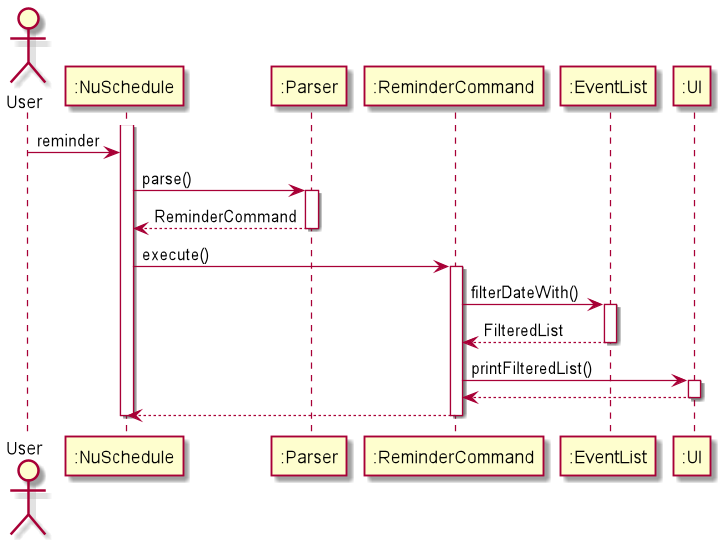 User
:NuSchedule
:Parser
:ReminderCommand
:EventList
:UI
reminder
parse()
ReminderCommand
execute()
filterDateWith()
FilteredList
printFilteredList()
User
:NuSchedule
:Parser
:ReminderCommand
:EventList
:UI